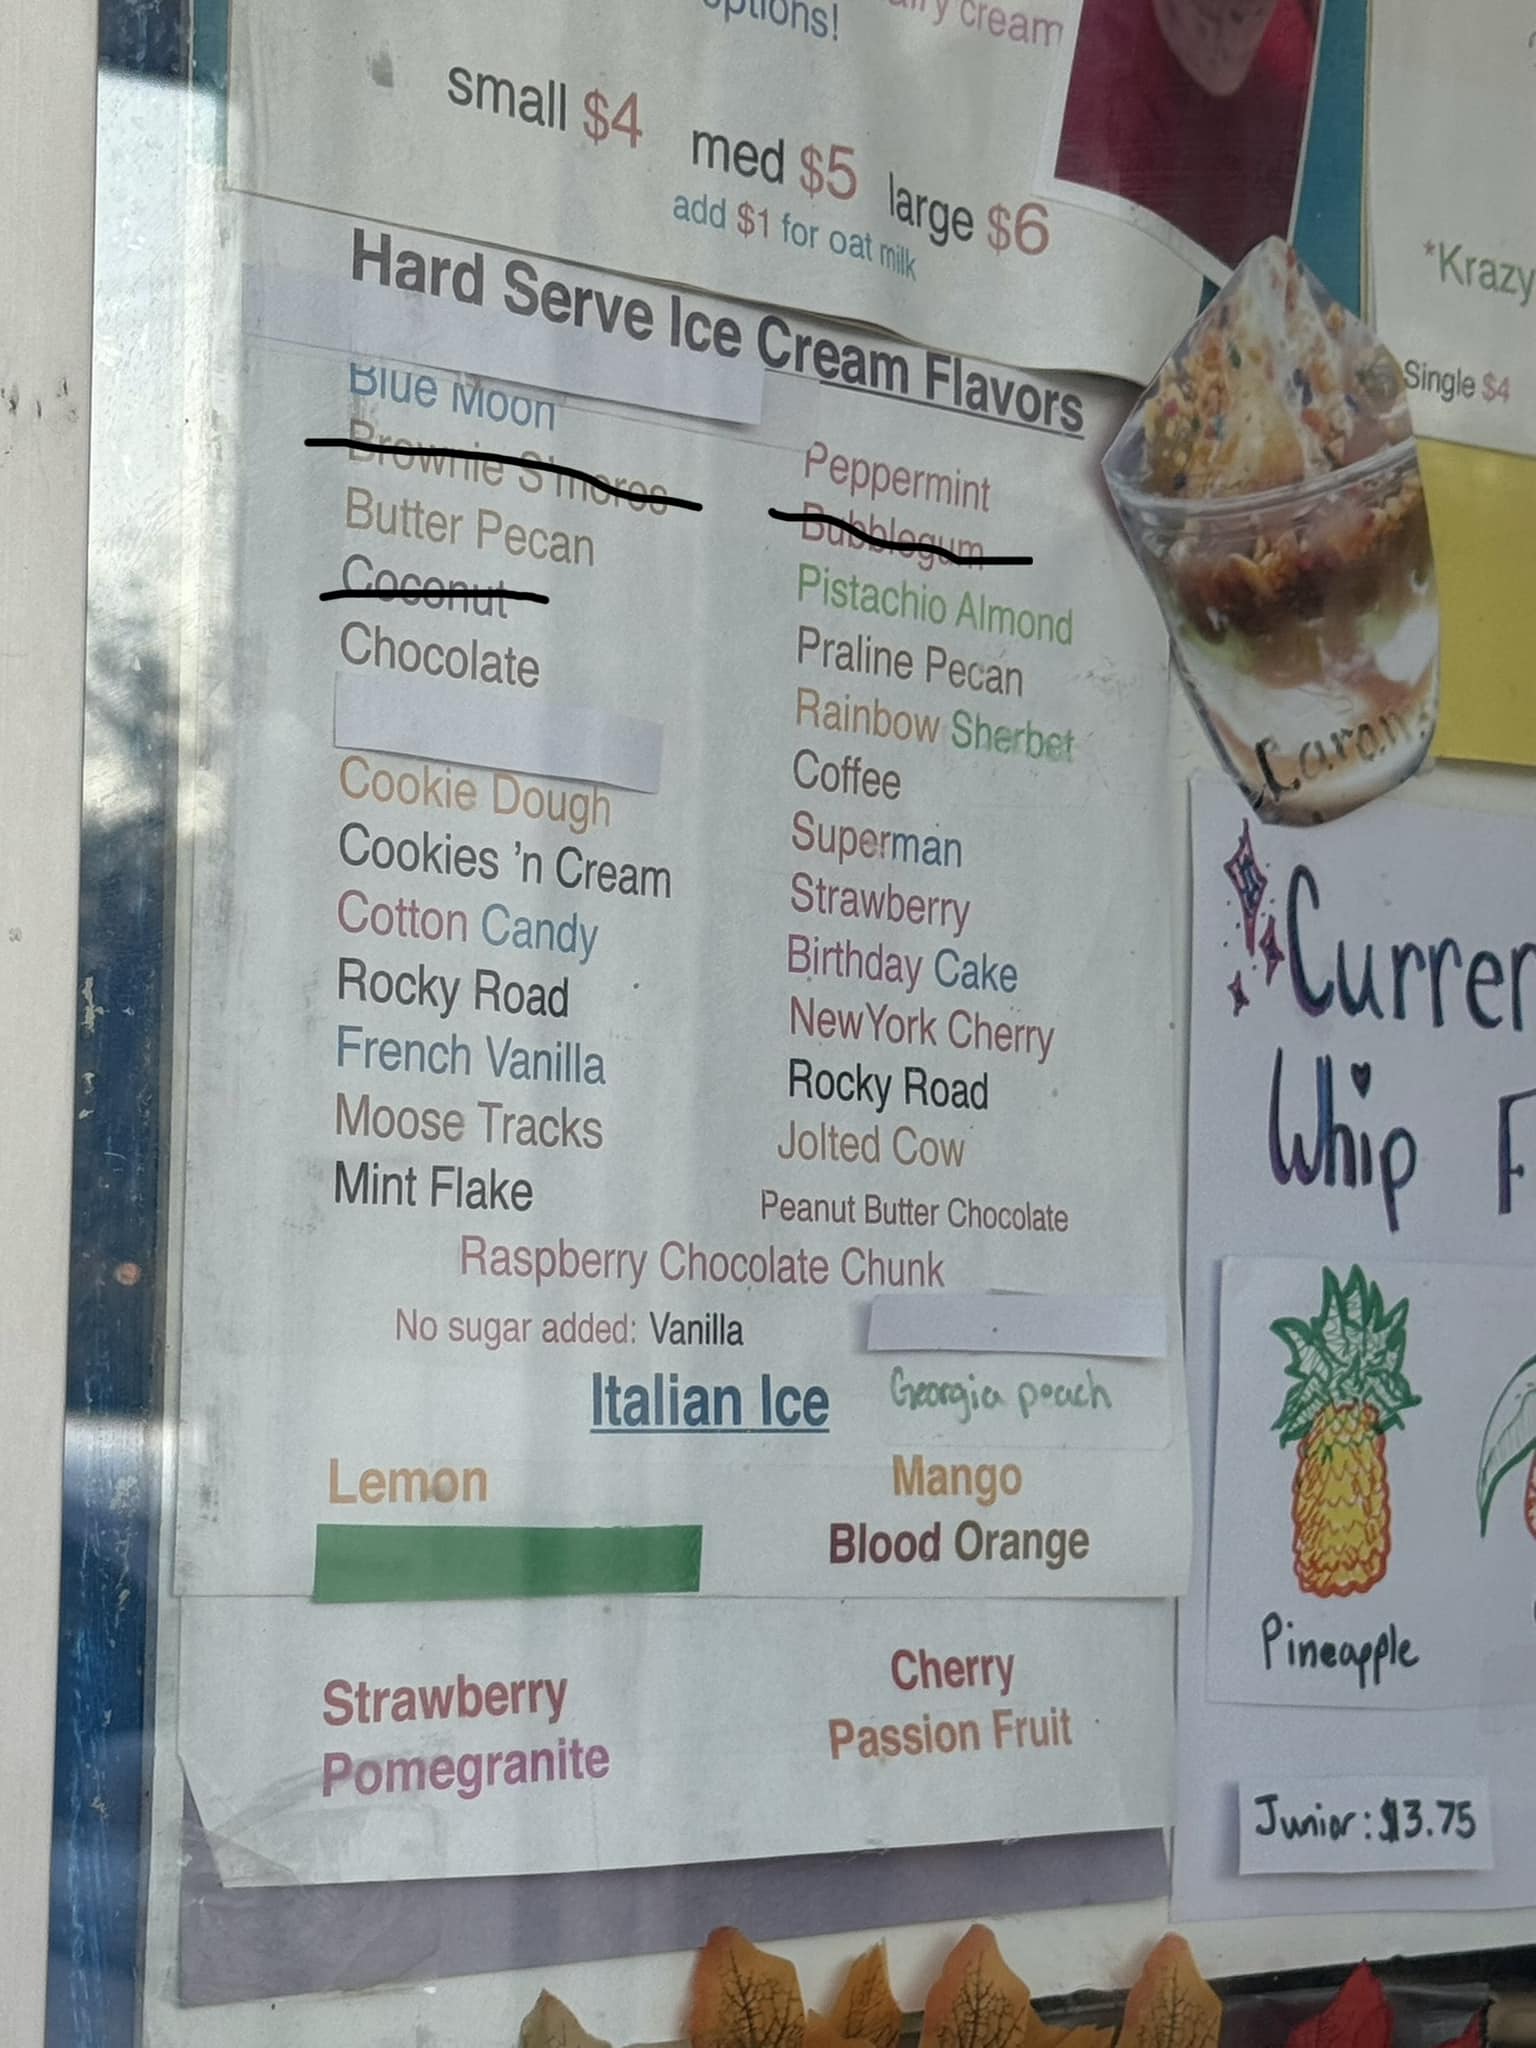 options!
cream
small $4 med $5 large $6
add $1 for oat milk
Hard Serve Ice Cream Flavors
Blue Moon
Brownie S'mores
Butter Pecan
Coconut
Chocolate
Cookie Dough
Cookies 'n Cream
Cotton Candy
Rocky Road
French Vanilla
Moose Tracks
Mint Flake
Peppermint
Bubblegum
Pistachio Almond
Praline Pecan
Rainbow Sherbet
Coffee
Superman
Strawberry
Birthday Cake
NewYork Cherry
Rocky Road
Jolted Cow
Peanut Butter Chocolate
Raspberry Chocolate Chunk
No sugar added: Vanilla
Italian Ice
Georgia peach
Lemon
Mango
Blood Orange
Strawberry
Cherry
Pomegranite
Passion Fruit
*Krazy
Single $4
Curren
Whip F
Pineapple
Junior: $3.75